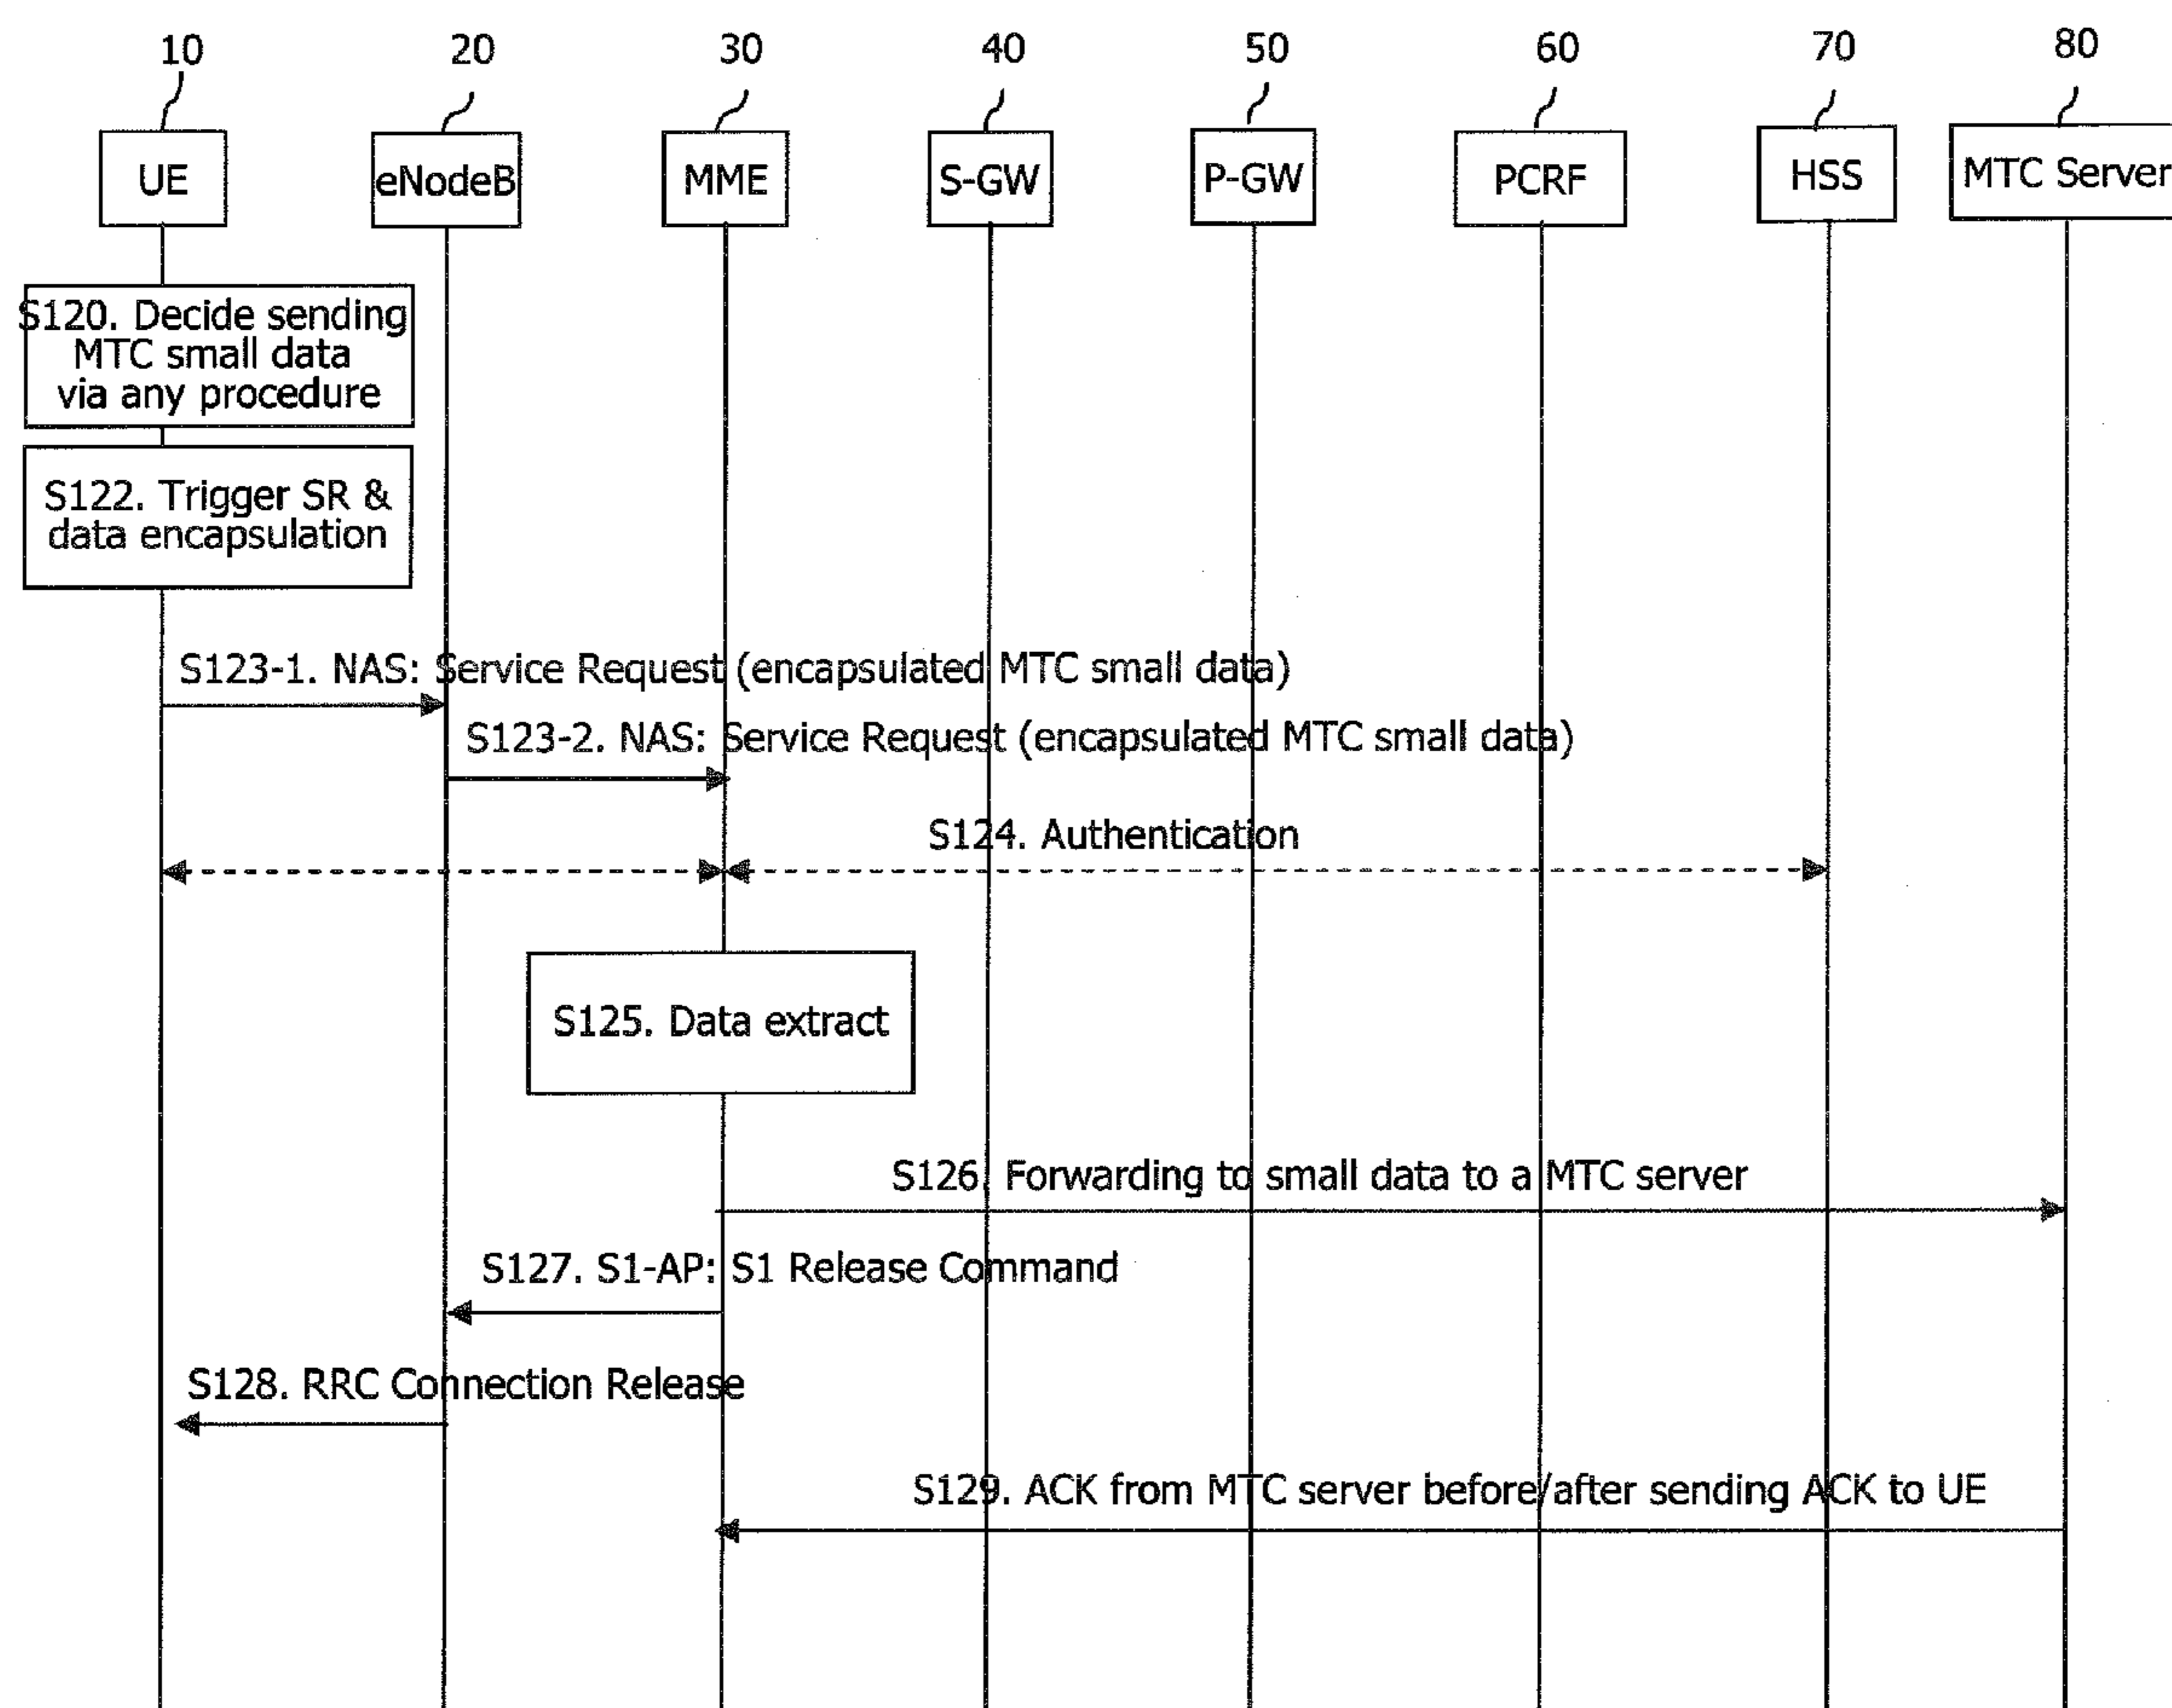 10 20 30 40 50 60 70 80
UE eNodeB MME S-GW P-GW PCRF HSS MTC Server
S120. Decide sending
MTC small data
via any procedure
S122. Trigger SR &
data encapsulation
S123-1. NAS: Service Request (encapsulated MTC small data)
S123-2. NAS: Service Request (encapsulated MTC small data)
S124. Authentication
S125. Data extract
S126. Forwarding to small data to a MTC server
S127. S1-AP: S1 Release Command
S128. RRC Connection Release
S129. ACK from MTC server before/after sending ACK to UE